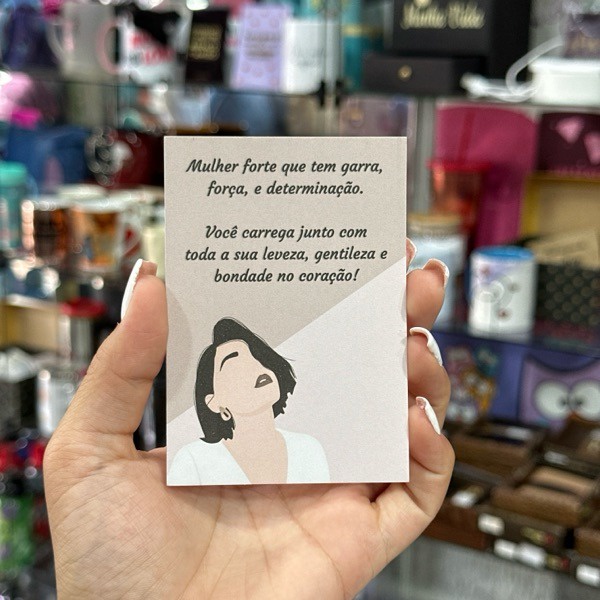 Mulher forte que tem garra,
força, e determinação.
Você carrega junto com
toda a sua leveza, gentileza e
bondade no coração!